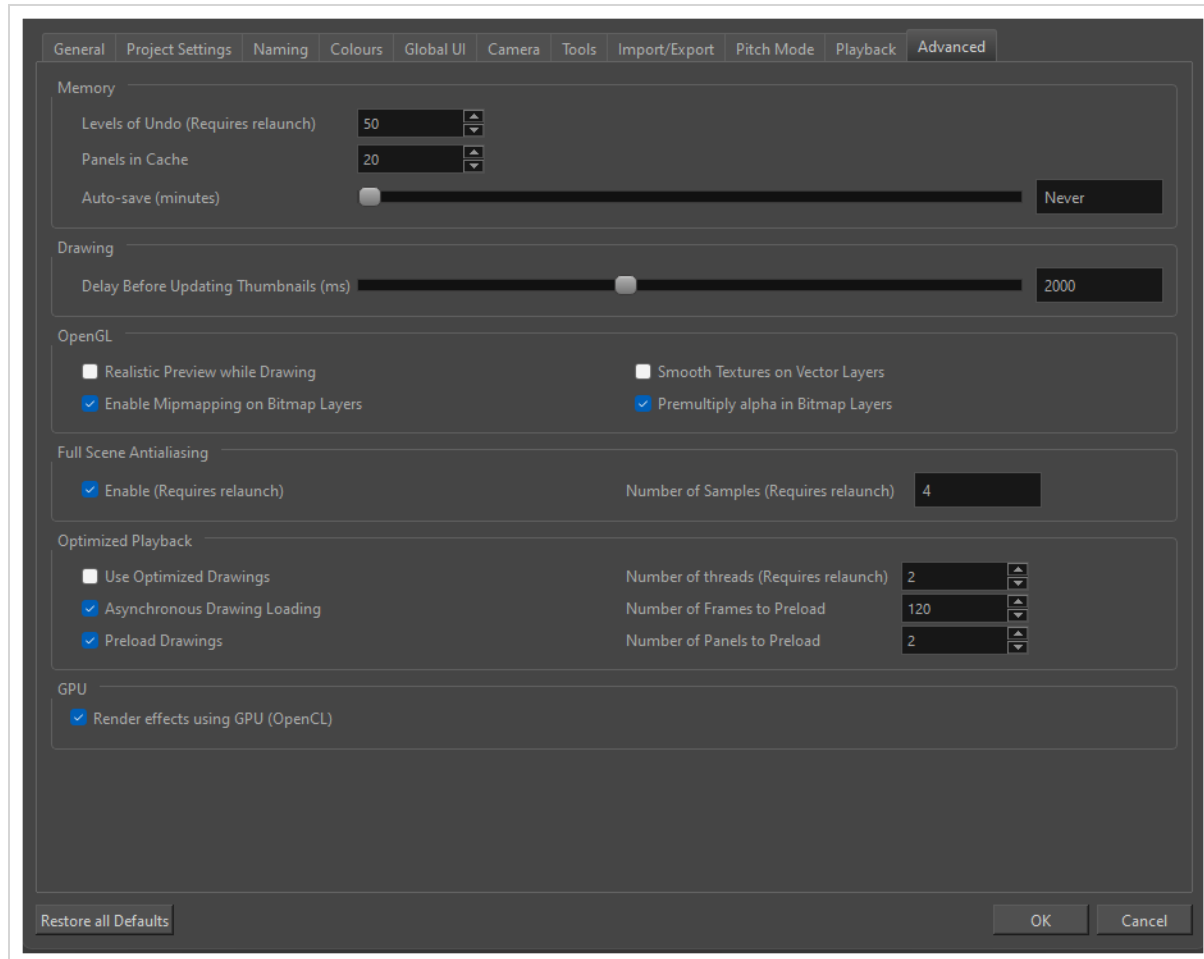 General Project Settings Naming Colours Global UI Camera Tools Import/Export Pitch Mode Playback Advanced
Memory
Levels of Undo (Requires relaunch) 50
Panels in Cache 20
Auto-save (minutes) Never
Drawing
Delay Before Updating Thumbnails (ms) 2000
OpenGL
Realistic Preview while Drawing Smooth Textures on Vector Layers
Enable Mipmapping on Bitmap Layers Premultiply alpha in Bitmap Layers
Full Scene Antialiasing
Enable (Requires relaunch) Number of Samples (Requires relaunch) 4
Optimized Playback
Use Optimized Drawings Number of threads (Requires relaunch) 2
Asynchronous Drawing Loading Number of Frames to Preload 120
Preload Drawings Number of Panels to Preload 2
GPU
Render effects using GPU (OpenCL)
Restore all Defaults OK Cancel